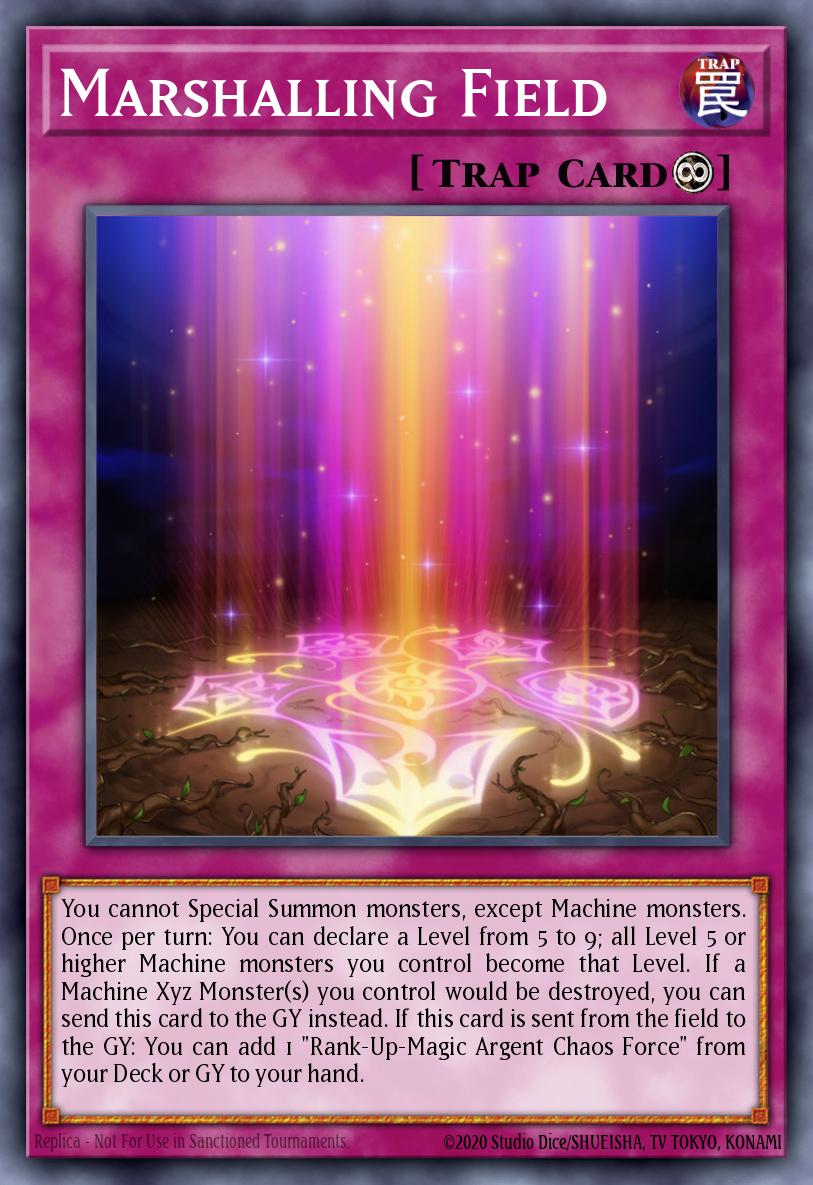 Marshalling Field
TRAP
罠
[ Trap Card ]
You cannot Special Summon monsters, except Machine monsters.
Once per turn: You can declare a Level from 5 to 9; all Level 5 or
higher Machine monsters you control become that Level. If a
Machine Xyz Monster(s) you control would be destroyed, you can
send this card to the GY instead. If this card is sent from the field to
the GY: You can add 1 "Rank-Up-Magic Argent Chaos Force" from
your Deck or GY to your hand.
Replica - Not For Use in Sanctioned Tournaments.
©2020 Studio Dice/SHUEISHA, TV TOKYO, KONAMI